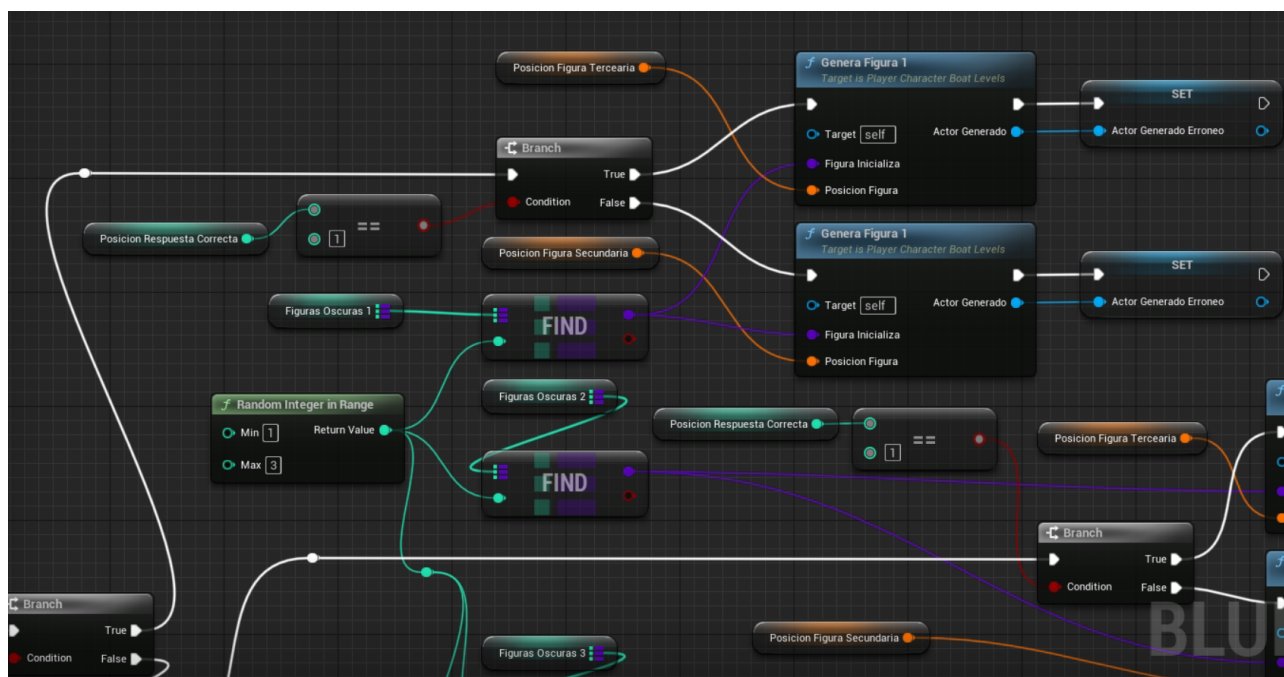 Posicion Figura Tercearia
Genera Figura 1
Target is Player Character Boat Levels
Target self
Actor Generado
Figura Inicializa
Posicion Figura
SET
Actor Generado Erroneo
Branch
True
Condition
False
Posicion Respuesta Correcta
==
1
Posicion Figura Secundaria
Genera Figura 1
Target is Player Character Boat Levels
Target self
Actor Generado
Figura Inicializa
Posicion Figura
SET
Actor Generado Erroneo
Figuras Oscuras 1
FIND
Random Integer in Range
Min 1
Return Value
Max 3
Figuras Oscuras 2
FIND
Posicion Respuesta Correcta
==
1
Posicion Figura Tercearia
Branch
True
Condition
False
Branch
True
Condition
False
Figuras Oscuras 3
Posicion Figura Secundaria
BLU